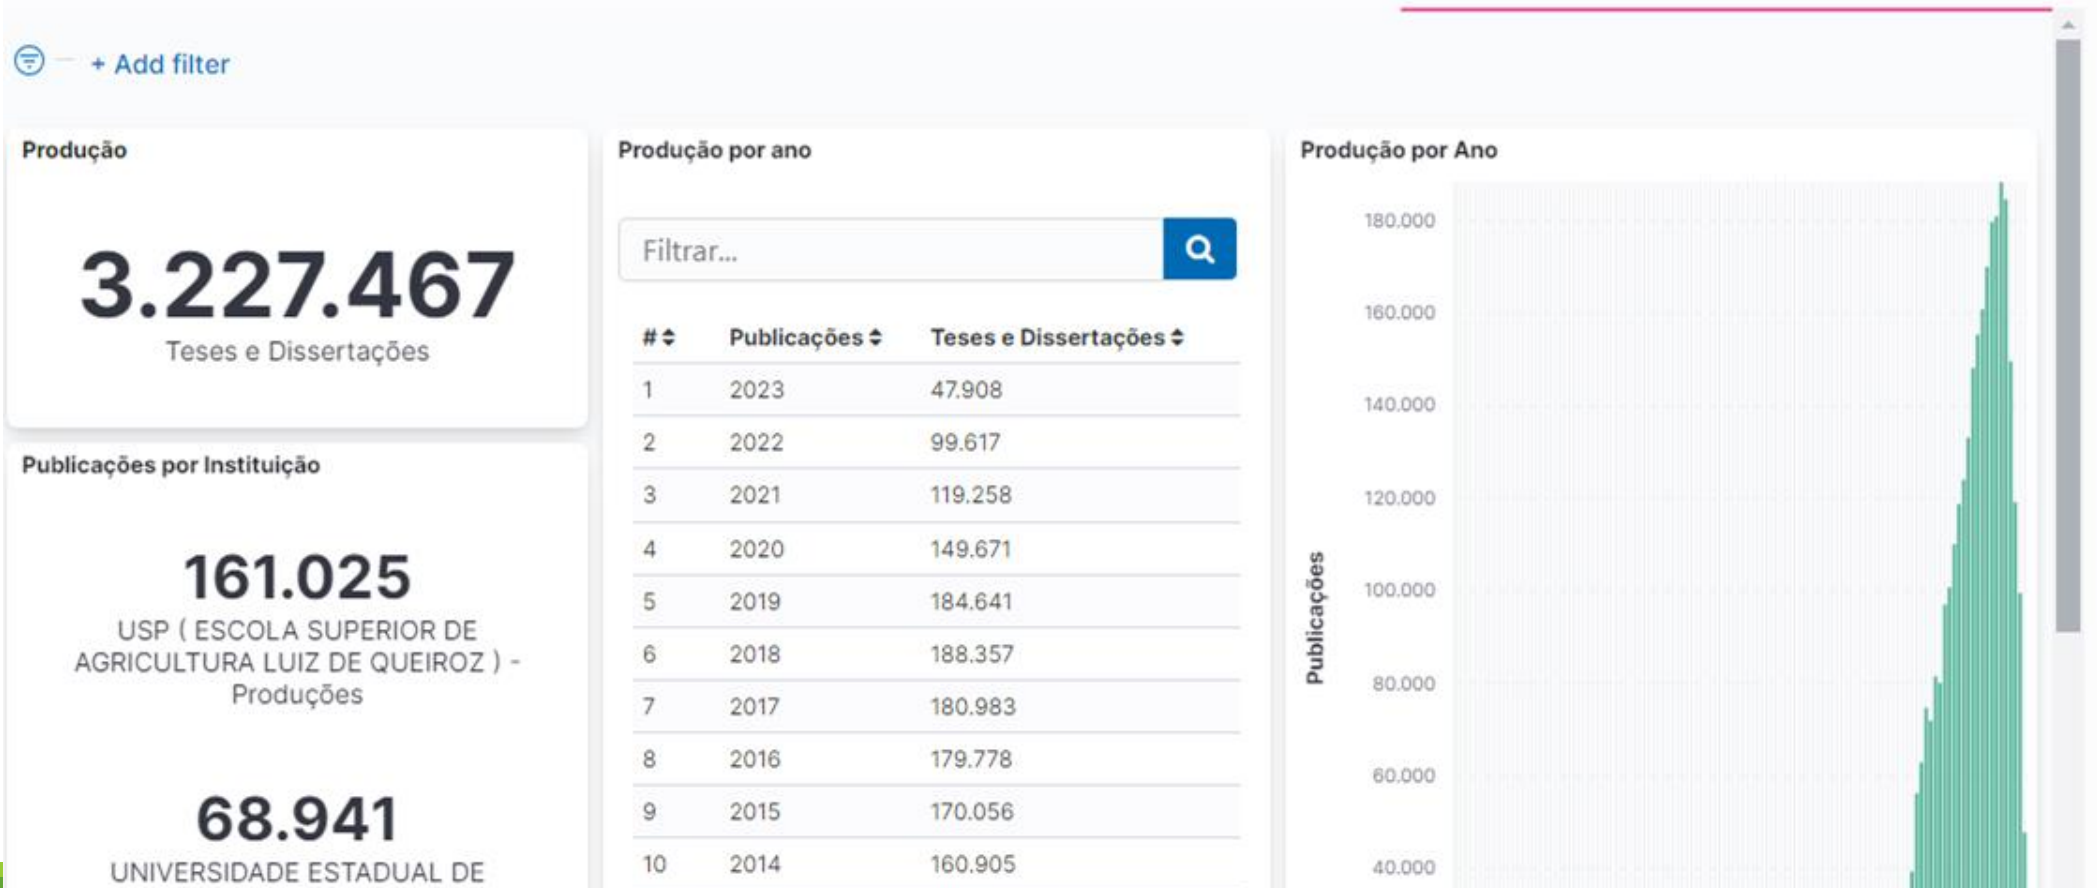 + Add filter
Produção
3.227.467
Teses e Dissertações
Publicações por Instituição
161.025
USP ( ESCOLA SUPERIOR DE
AGRICULTURA LUIZ DE QUEIROZ ) -
Produções
68.941
UNIVERSIDADE ESTADUAL DE
Produção por ano
Filtrar...
# Publicações Teses e Dissertações
1 2023 47.908
2 2022 99.617
3 2021 119.258
4 2020 149.671
5 2019 184.641
6 2018 188.357
7 2017 180.983
8 2016 179.778
9 2015 170.056
10 2014 160.905
Produção por Ano
Publicações
180.000
160.000
140.000
120.000
100.000
80.000
60.000
40.000